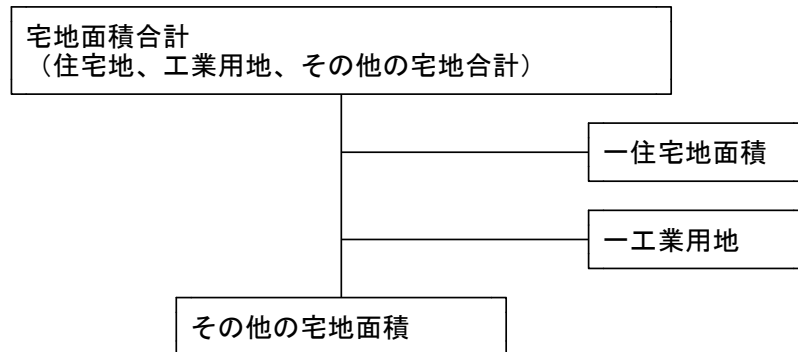 宅地面積合計
（住宅地、工業用地、その他の宅地合計）
－住宅地面積
－工業用地
その他の宅地面積